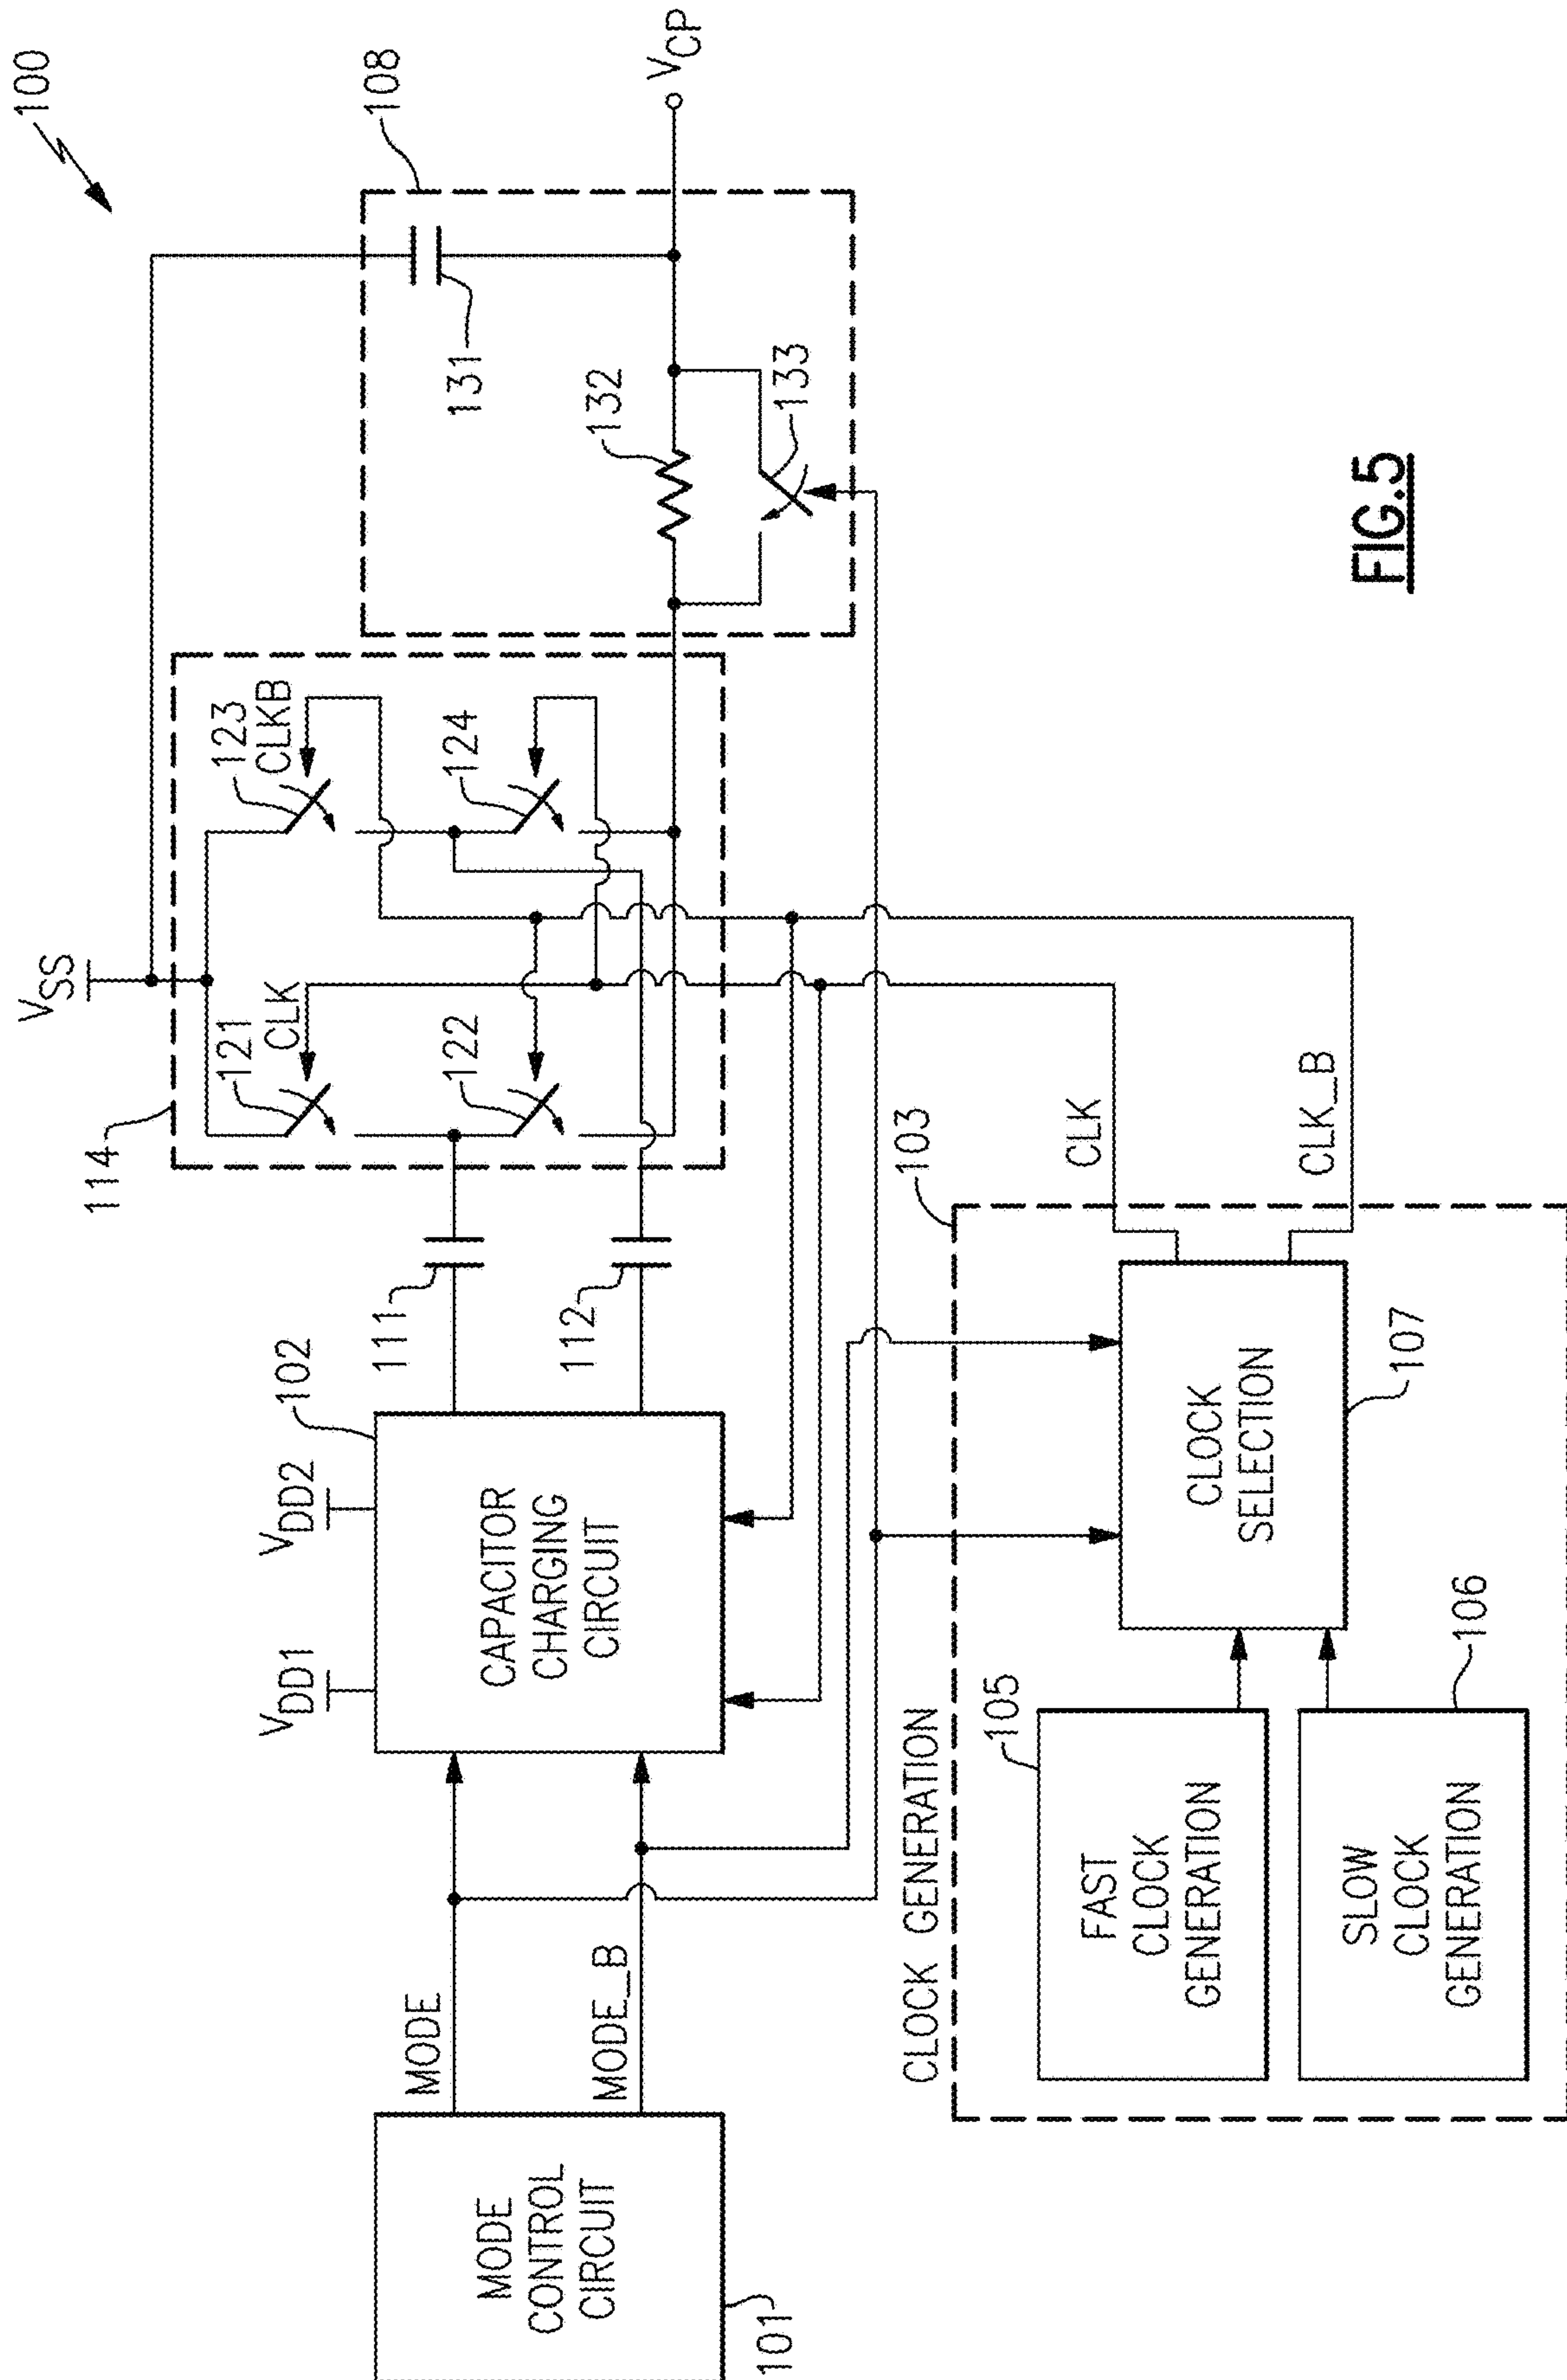 100
V_SS
114
121
CLK
123
CLKB
122
124
108
131
132
133
V_CP
V_DD1
V_DD2
102
CAPACITOR
CHARGING
CIRCUIT
111
112
MODE
MODE_B
MODE
CONTROL
CIRCUIT
101
CLOCK GENERATION
103
CLK
CLK_B
105
FAST
CLOCK
GENERATION
CLOCK
SELECTION
107
106
SLOW
CLOCK
GENERATION
FIG.5